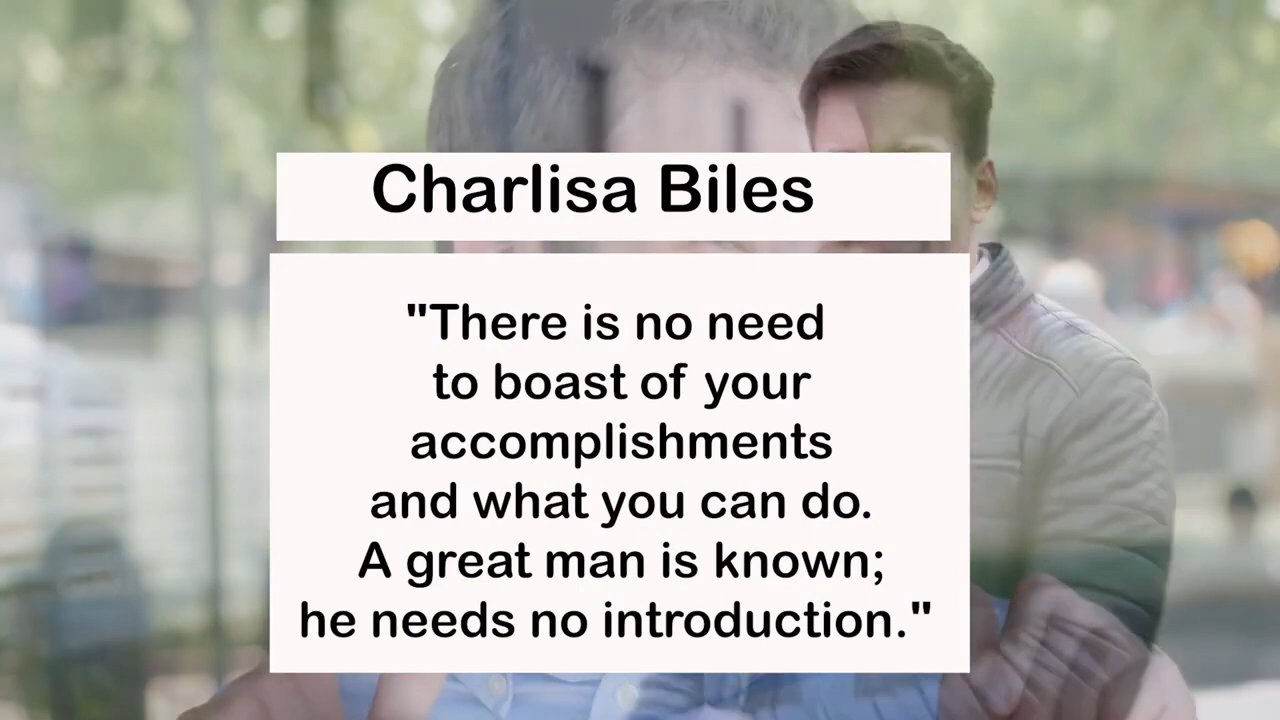 Charlisa Biles
"There is no need
to boast of your
accomplishments
and what you can do.
A great man is known;
he needs no introduction."